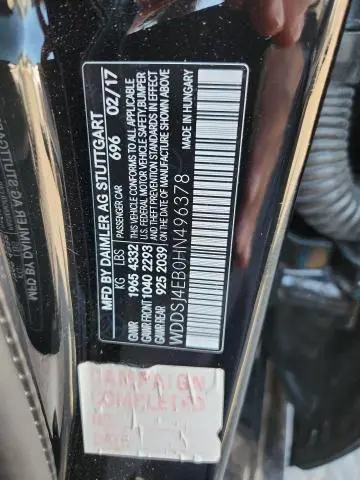 MFD BY DAIMLER AG STUTTGART
PASSENGER CAR 696 02/17
KG LBS
GVWR 1965 4332
GAWR FRONT 1040 2293
GAWR REAR 925 2039
THIS VEHICLE CONFORMS TO ALL APPLICABLE
U.S. FEDERAL MOTOR VEHICLE SAFETY, BUMPER
AND THEFT PREVENTION STANDARDS IN EFFECT
ON THE DATE OF MANUFACTURE SHOWN ABOVE.
WDDSJ4EB0HN496378
MADE IN HUNGARY
CAMPAIGN
COMPLETED